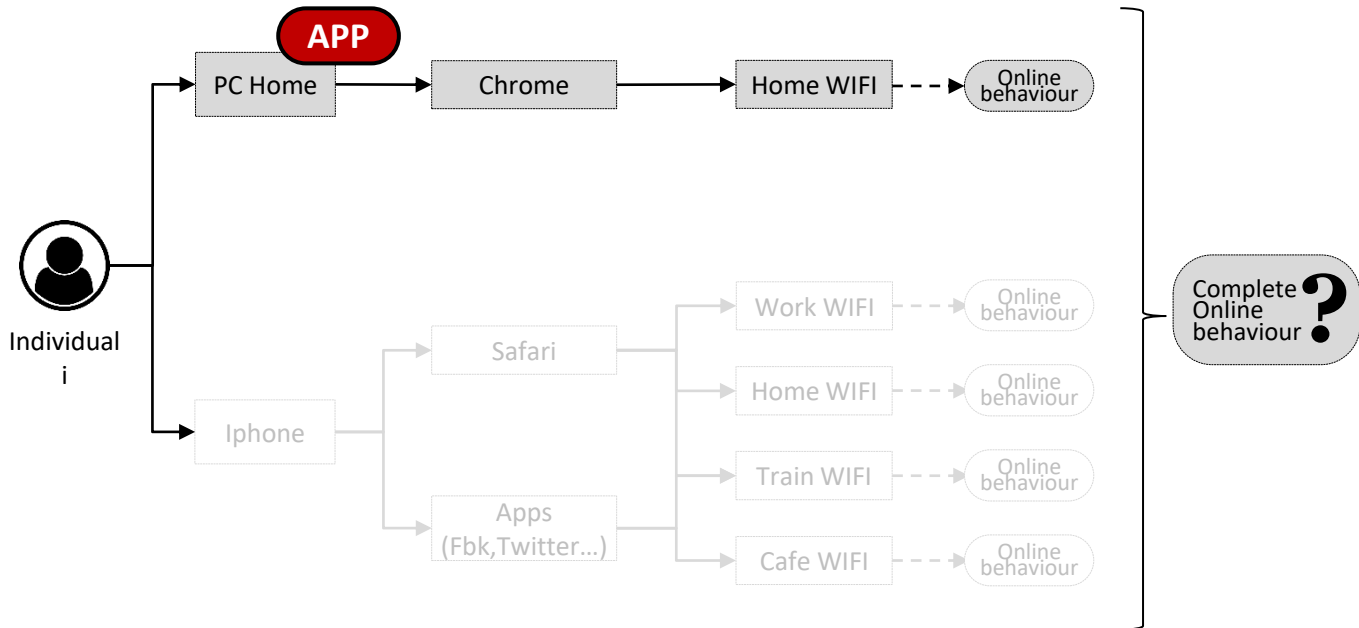 APP
PC Home
Chrome
Home WIFI
Online
behaviour
Individual
i
Iphone
Safari
Apps
(Fbk,Twitter...)
Work WIFI
Online
behaviour
Home WIFI
Online
behaviour
Train WIFI
Online
behaviour
Cafe WIFI
Online
behaviour
Complete
Online
behaviour
?